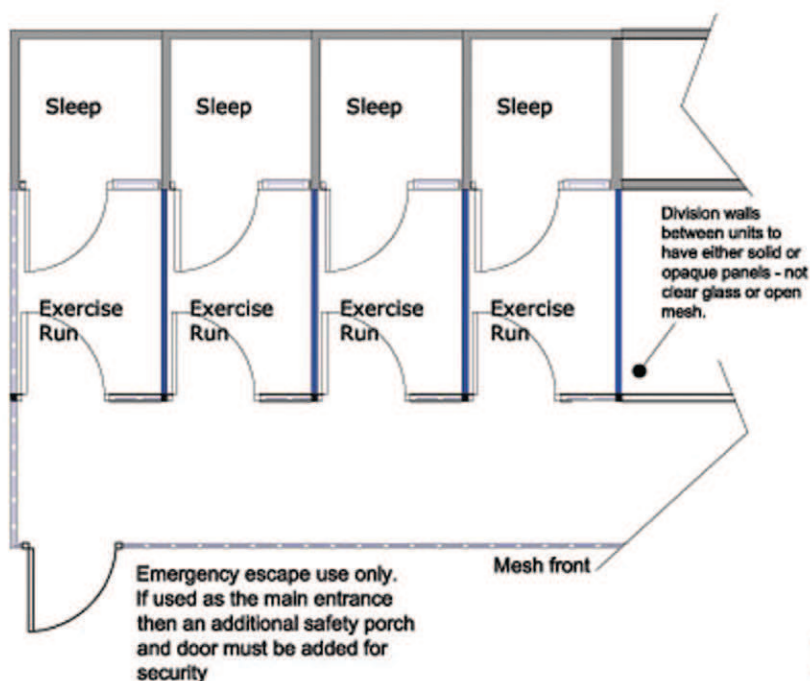 Sleep
Sleep
Sleep
Sleep
Division walls
between units to
have either solid or
opaque panels - not
clear glass or open
mesh.
Exercise
Run
Exercise
Run
Exercise
Run
Exercise
Run
Mesh front
Emergency escape use only.
If used as the main entrance
then an additional safety porch
and door must be added for
security